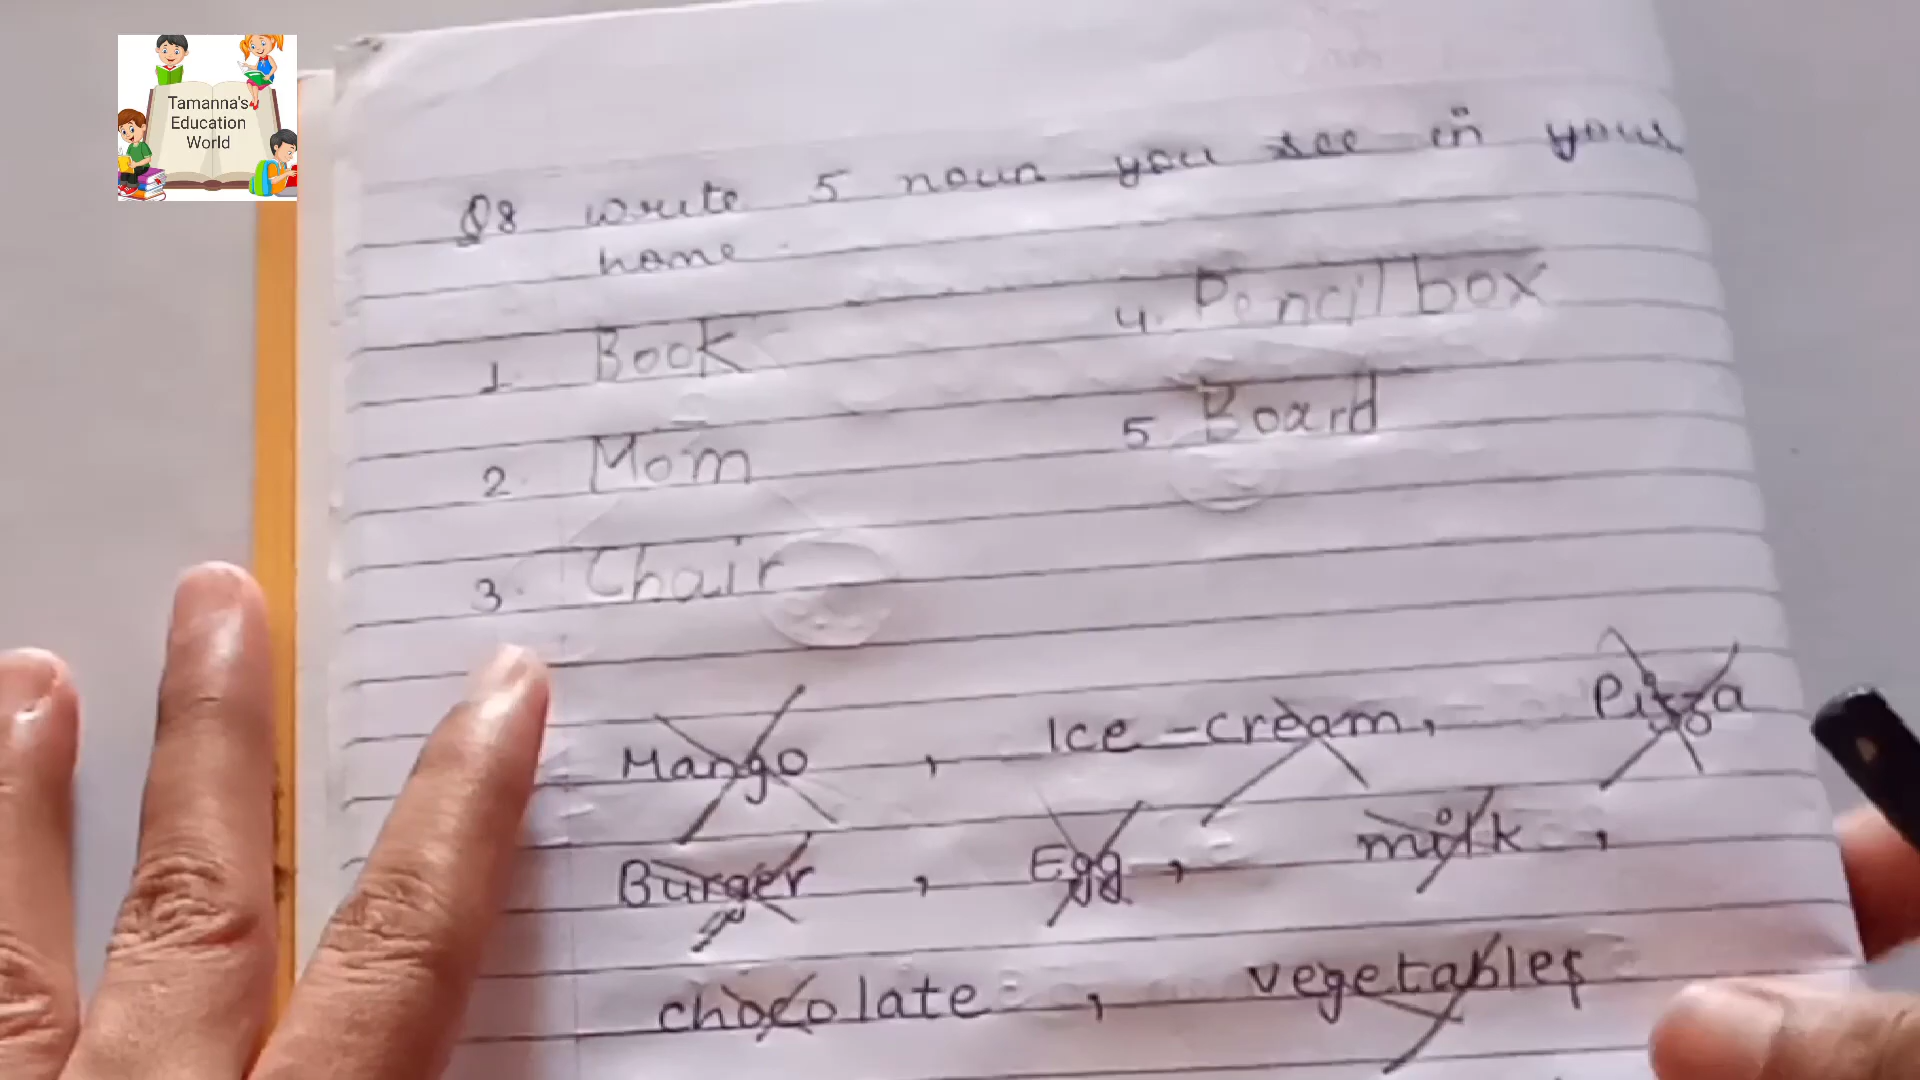 Tamanna's
Education
World
Q8 write 5 noun you see in your
home.
1. Book
2. Mom
3. Chair
4. Pencil box
5. Board
Mango , Ice-cream, Pizza
Burger , Egg, milk ,
chocolate , vegetables